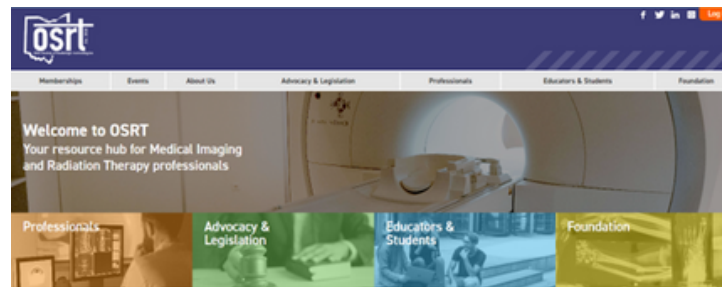 osrt
Log
Memberships Events About Us Advocacy & Legislation Professionals Educators & Students Foundation
Welcome to OSRT
Your resource hub for Medical Imaging
and Radiation Therapy professionals
Professionals
Advocacy &
Legislation
Educators &
Students
Foundation